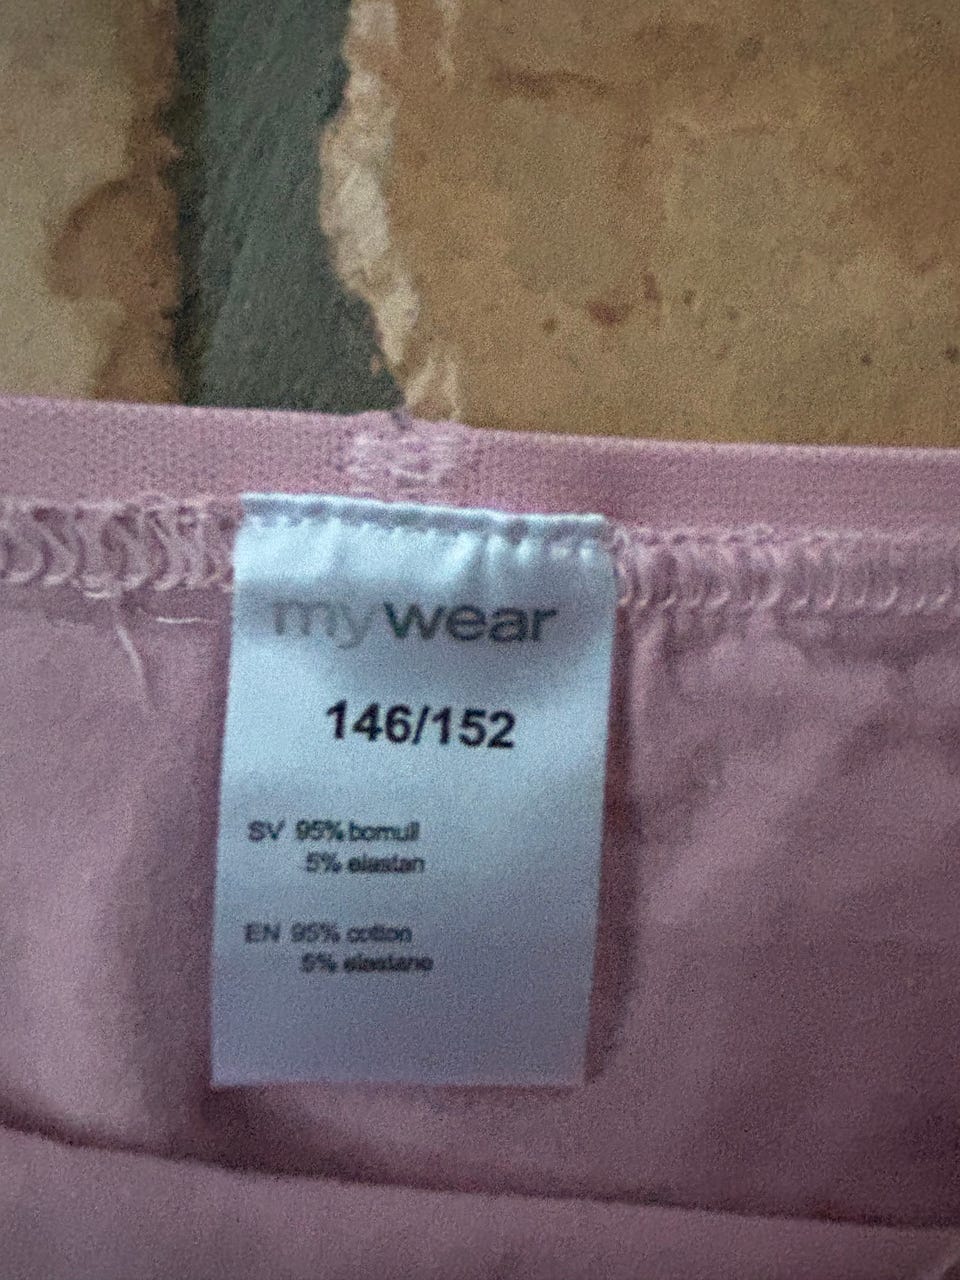 mywear
146/152
SV 95% bomull
5% elastan
EN 95% cotton
5% elastane